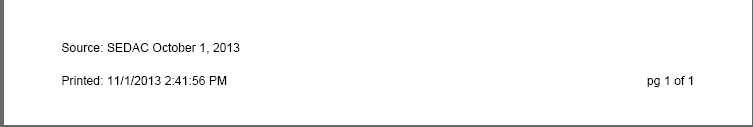 Source: SEDAC October 1, 2013
Printed: 11/1/2013 2:41:56 PM pg 1 of 1